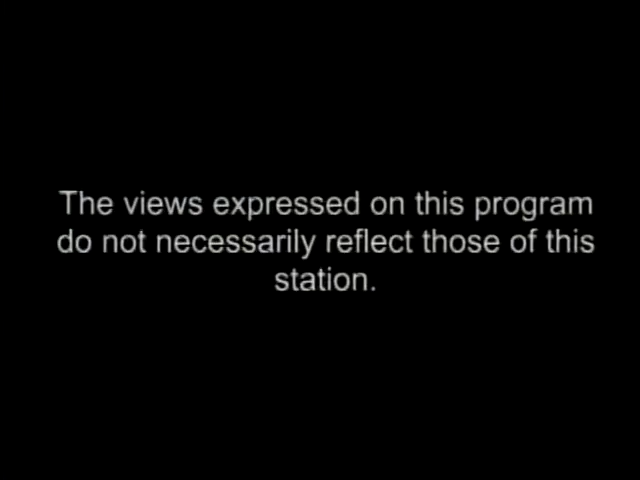 The views expressed on this program
do not necessarily reflect those of this
station.